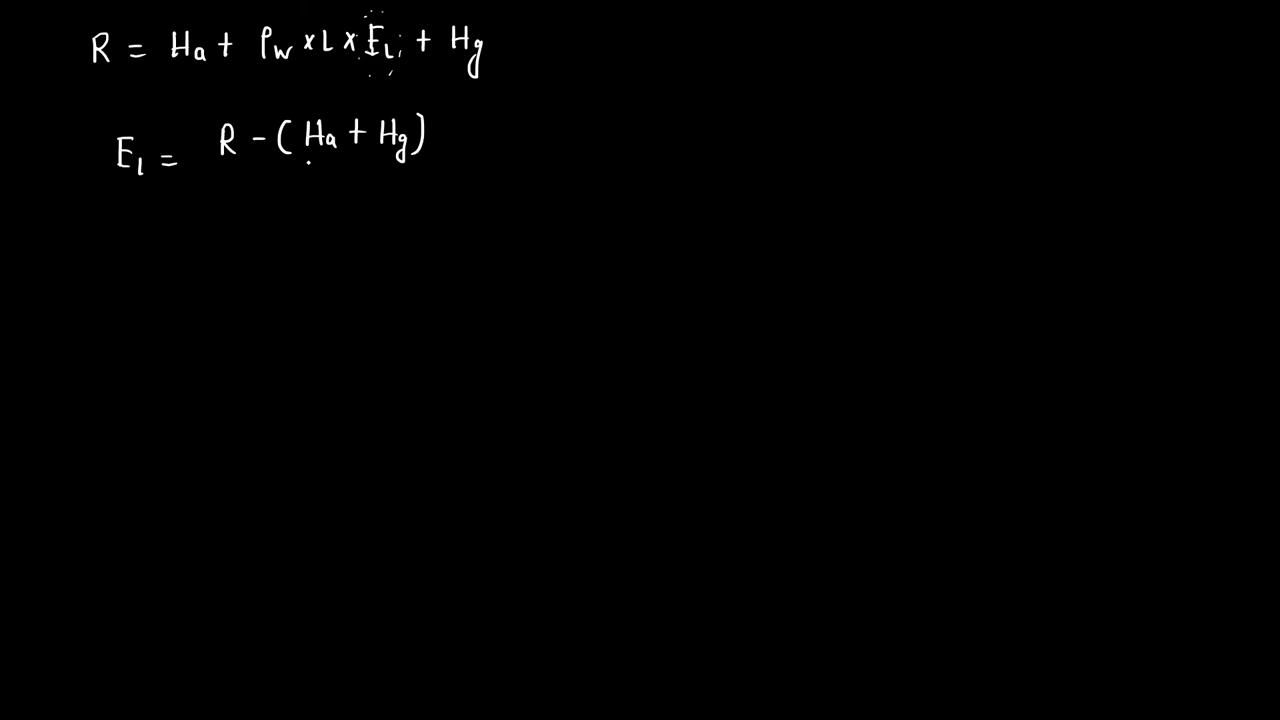 R = Ha + ρw × L × EL + Hg
EL = R - (Ha + Hg)